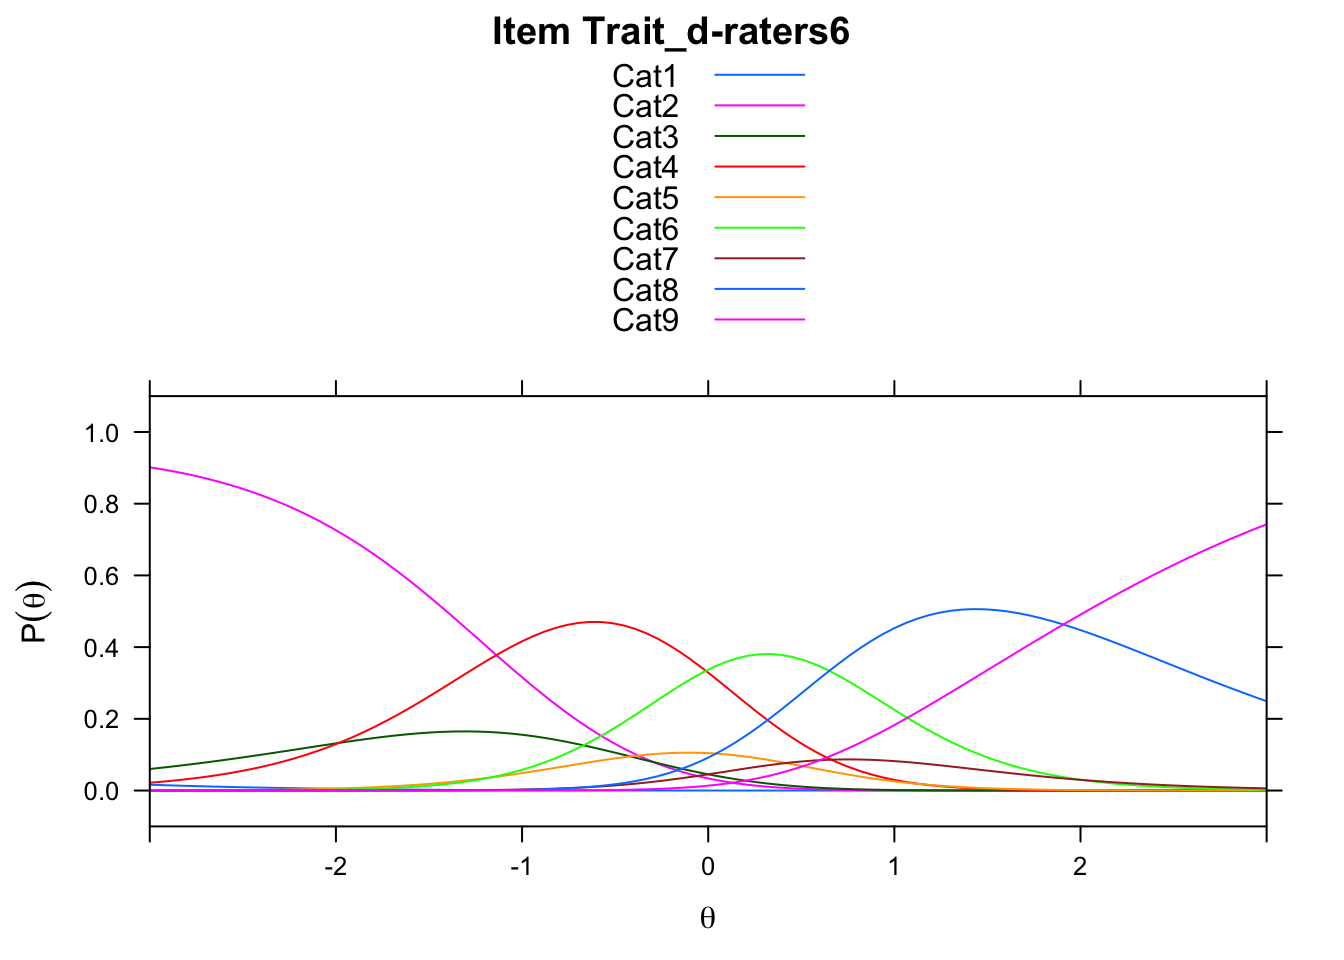 Item Trait_d-raters6
Cat1
Cat2
Cat3
Cat4
Cat5
Cat6
Cat7
Cat8
Cat9
1.0
0.8
0.6
0.4
0.2
0.0
P(θ)
-2 -1 0 1 2
θ